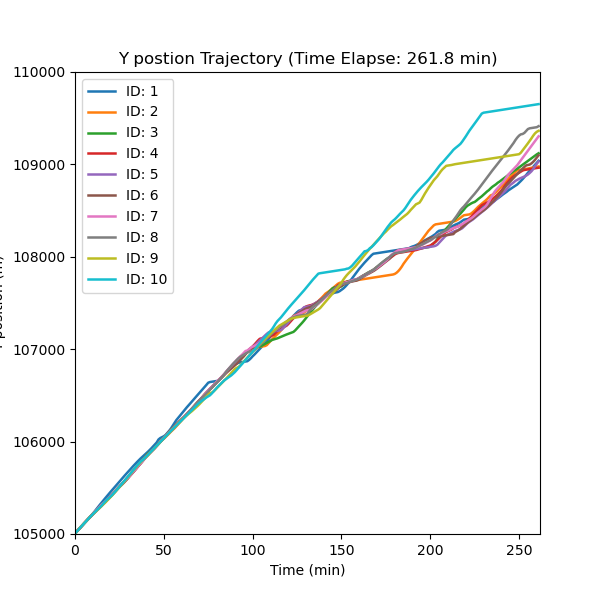 Y postion Trajectory (Time Elapse: 261.8 min)
110000
109000
108000
107000
106000
105000
ID: 1
ID: 2
ID: 3
ID: 4
ID: 5
ID: 6
ID: 7
ID: 8
ID: 9
ID: 10
0 50 100 150 200 250
Time (min)